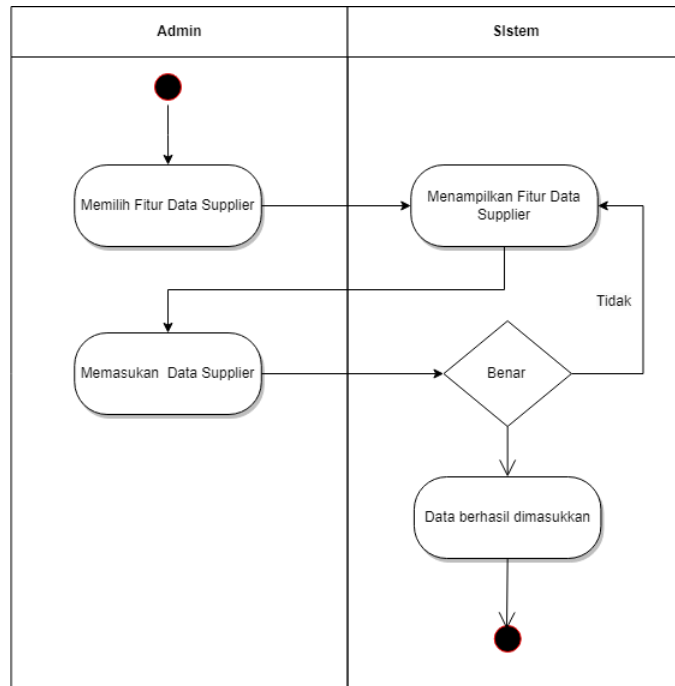 Admin
SIstem
Memilih Fitur Data Supplier
Menampilkan Fitur Data
Supplier
Tidak
Memasukan Data Supplier
Benar
Data berhasil dimasukkan